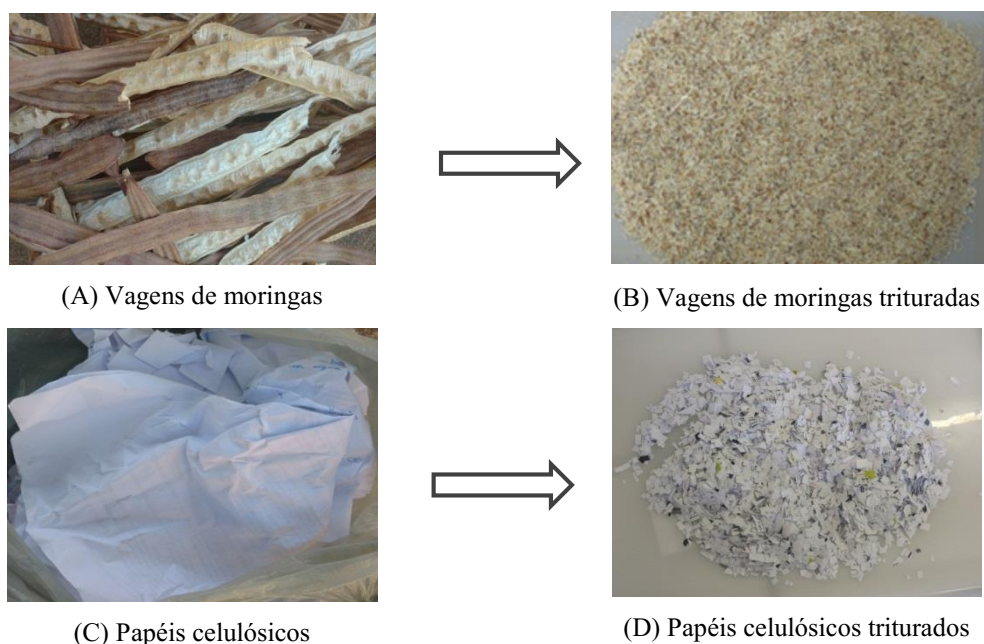 (A) Vagens de moringas
(B) Vagens de moringas trituradas
(C) Papéis celulósicos
(D) Papéis celulósicos triturados